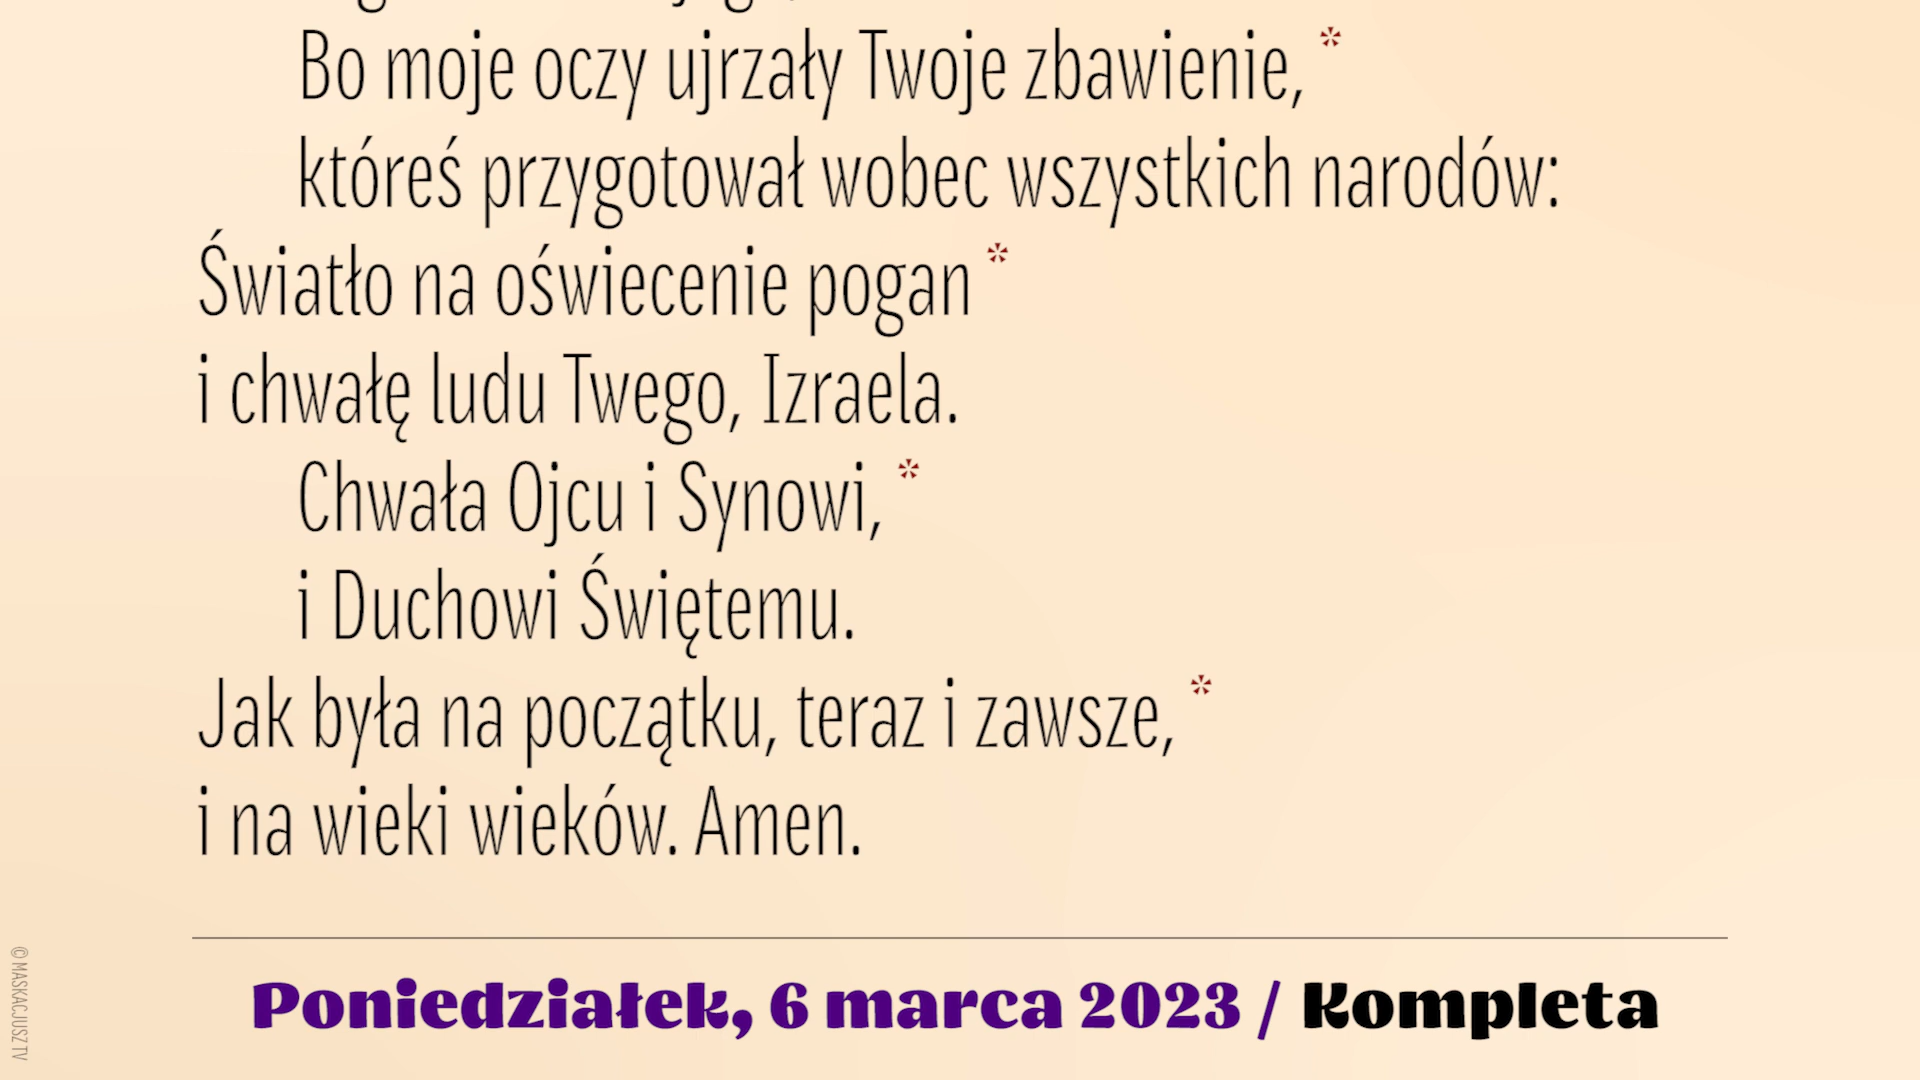 Bo moje oczy ujrzały Twoje zbawienie, *
któreś przygotował wobec wszystkich narodów:
Światło na oświecenie pogan *
i chwałę ludu Twego, Izraela.
Chwała Ojcu i Synowi, *
i Duchowi Świętemu.
Jak była na początku, teraz i zawsze, *
i na wieki wieków. Amen.
Poniedziałek, 6 marca 2023 / Kompleta
© MASKACJUSZ TV